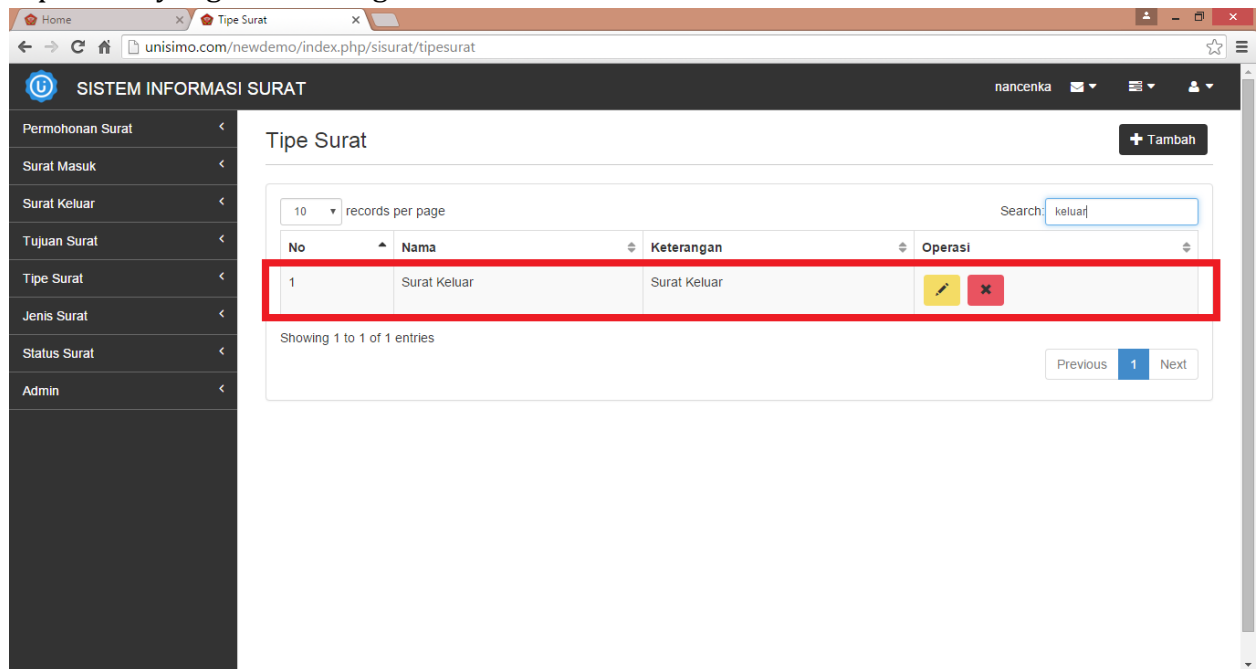 Home
Tipe Surat
unisimo.com/newdemo/index.php/sisurat/tipesurat
SISTEM INFORMASI SURAT
nancenka
Permohonan Surat
Surat Masuk
Surat Keluar
Tujuan Surat
Tipe Surat
Jenis Surat
Status Surat
Admin
Tipe Surat
Tambah
10 records per page
Search: keluar
No Nama Keterangan Operasi
1 Surat Keluar Surat Keluar
Showing 1 to 1 of 1 entries
Previous 1 Next